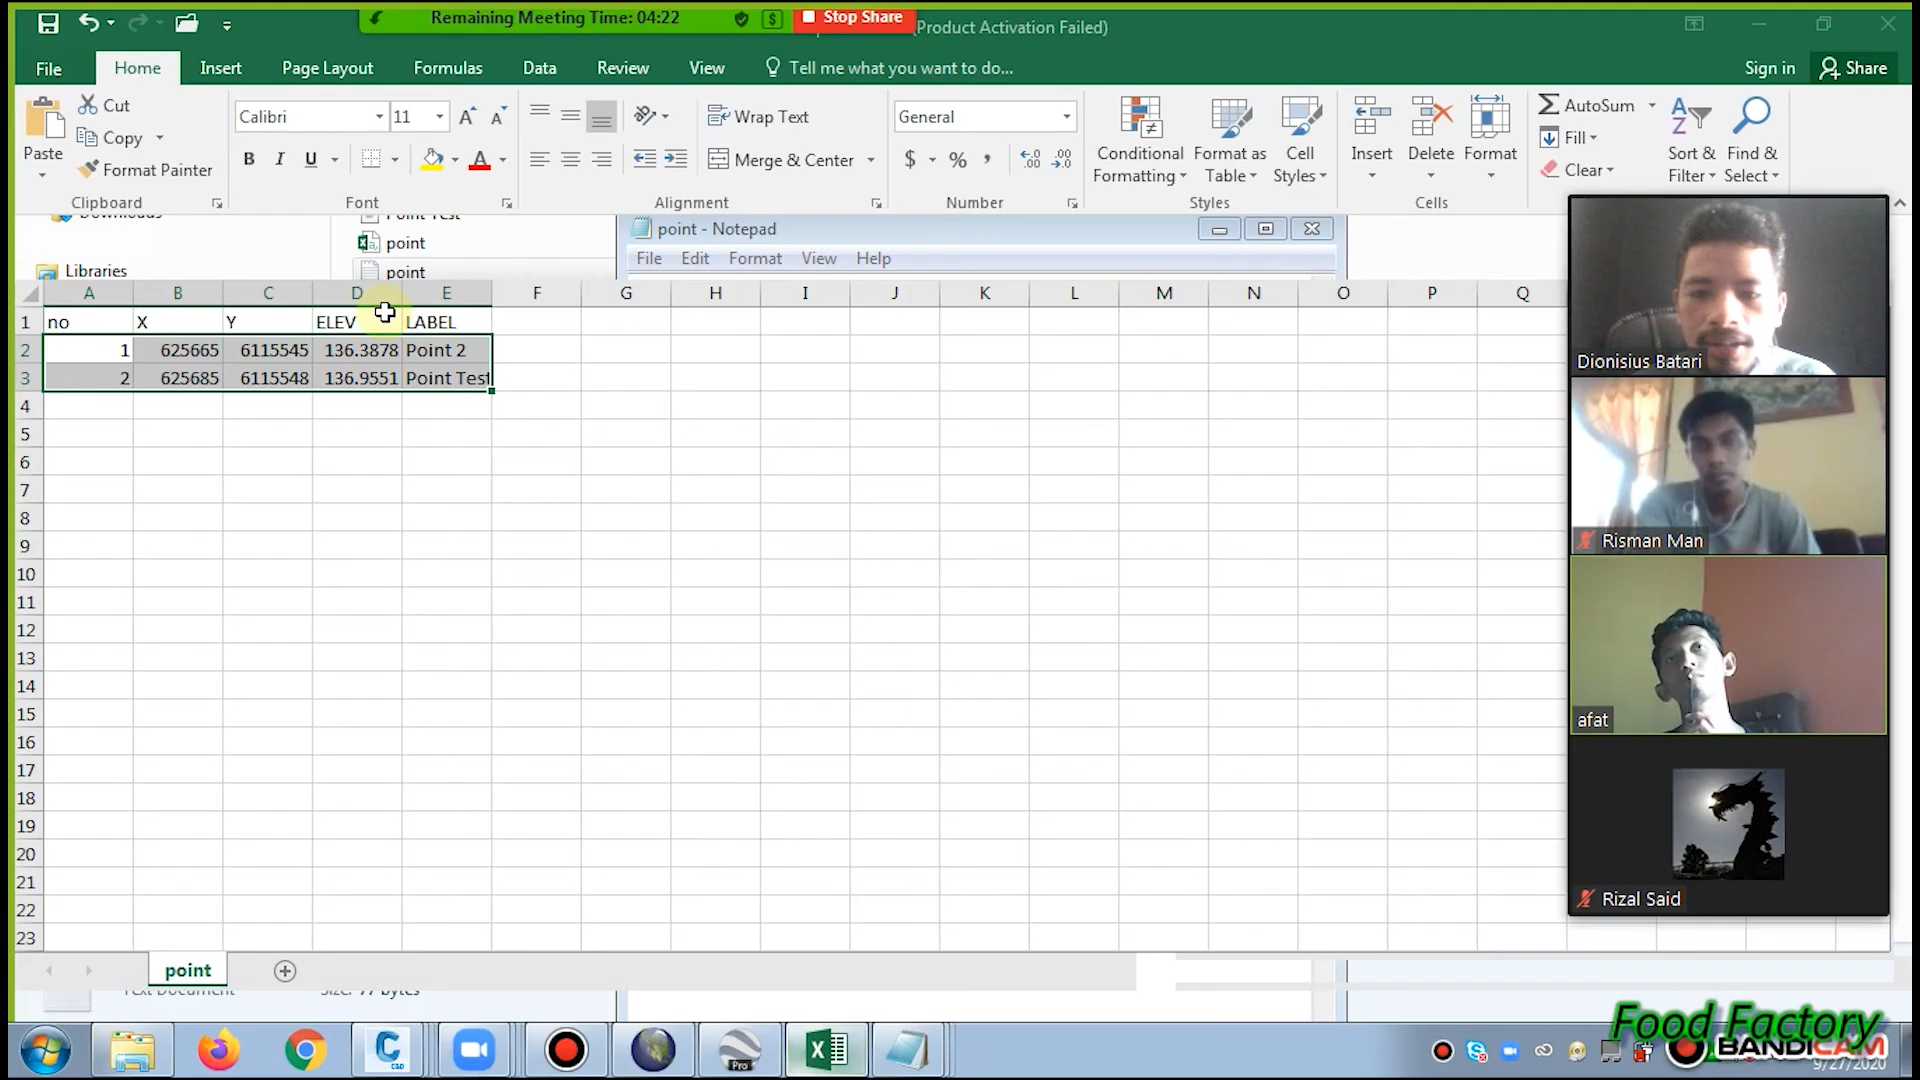 Remaining Meeting Time: 04:22
Stop Share
(Product Activation Failed)
File Home Insert Page Layout Formulas Data Review View Tell me what you want to do... Sign in Share
Cut
Copy
Format Painter
Paste
Clipboard
Calibri 11
B I U A
Font
Wrap Text
Merge & Center
Alignment
General
$ % ,
Number
Conditional Formatting
Format as Table
Cell Styles
Styles
Insert Delete Format
Cells
AutoSum
Fill
Clear
Sort & Filter
Find & Select
Downloads
Libraries
Point Test
point
point
point - Notepad
File Edit Format View Help
A B C D E F G H I J K L M N O P Q
1 no X Y ELEV LABEL
2 1 625665 6115545 136.3878 Point 2
3 2 625685 6115548 136.9551 Point Test
4
5
6
7
8
9
10
11
12
13
14
15
16
17
18
19
20
21
22
23
Dionisius Batari
Risman Man
afat
Rizal Said
point
Text Document Size: 77 bytes
Food Factory
BANDICAM
9/27/2020
C3D
Pro